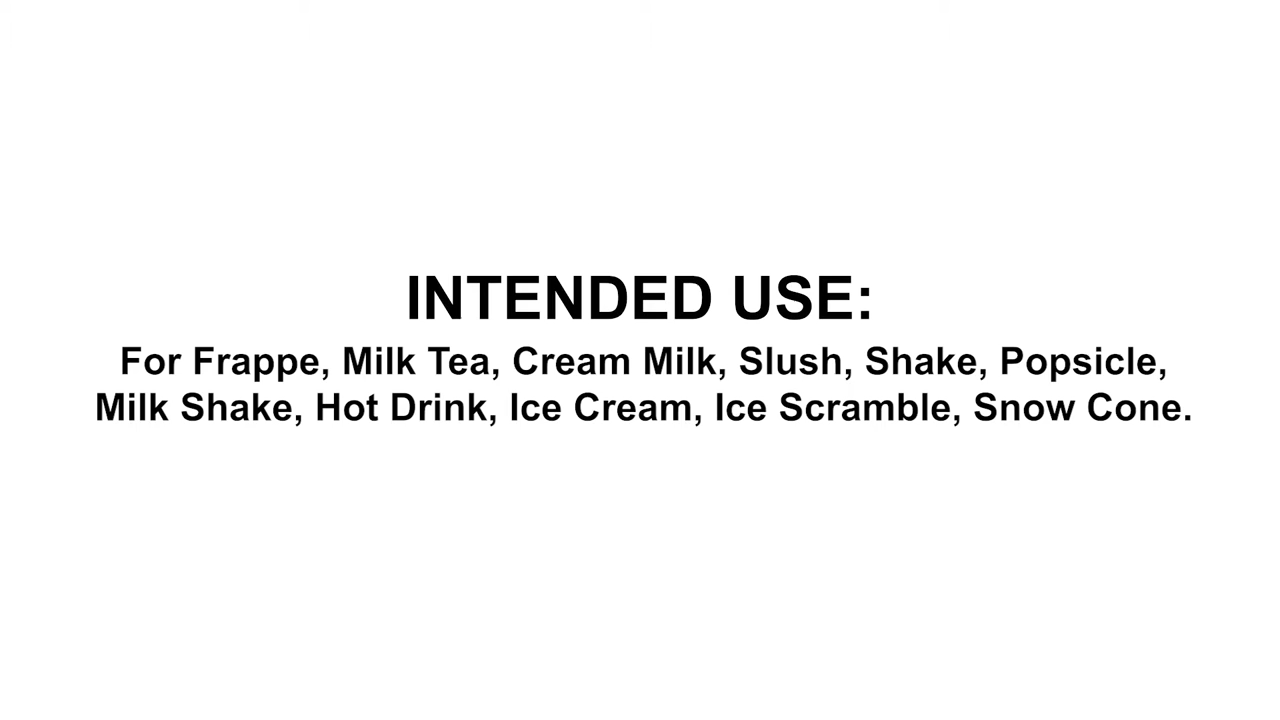 INTENDED USE:
For Frappe, Milk Tea, Cream Milk, Slush, Shake, Popsicle,
Milk Shake, Hot Drink, Ice Cream, Ice Scramble, Snow Cone.